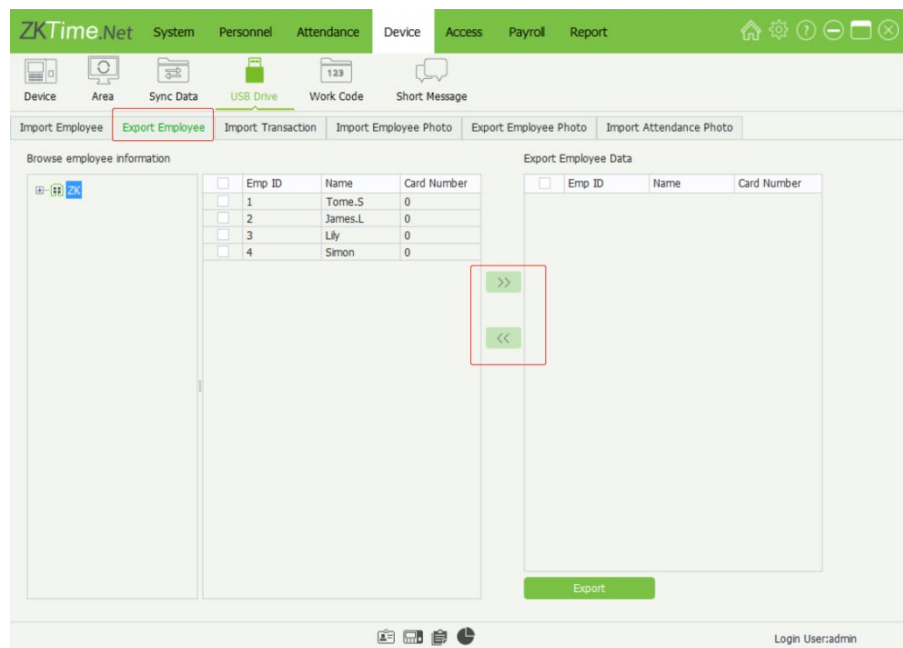 ZKTime.Net System Personnel Attendance Device Access Payroll Report
123
Device Area Sync Data USB Drive Work Code Short Message
Import Employee Export Employee Import Transaction Import Employee Photo Export Employee Photo Import Attendance Photo
Browse employee information Export Employee Data
ZK
Emp ID Name Card Number Emp ID Name Card Number
1 Tome.S 0
2 James.L 0
3 Lily 0
4 Simon 0
>>
<<
Export
Login User:admin